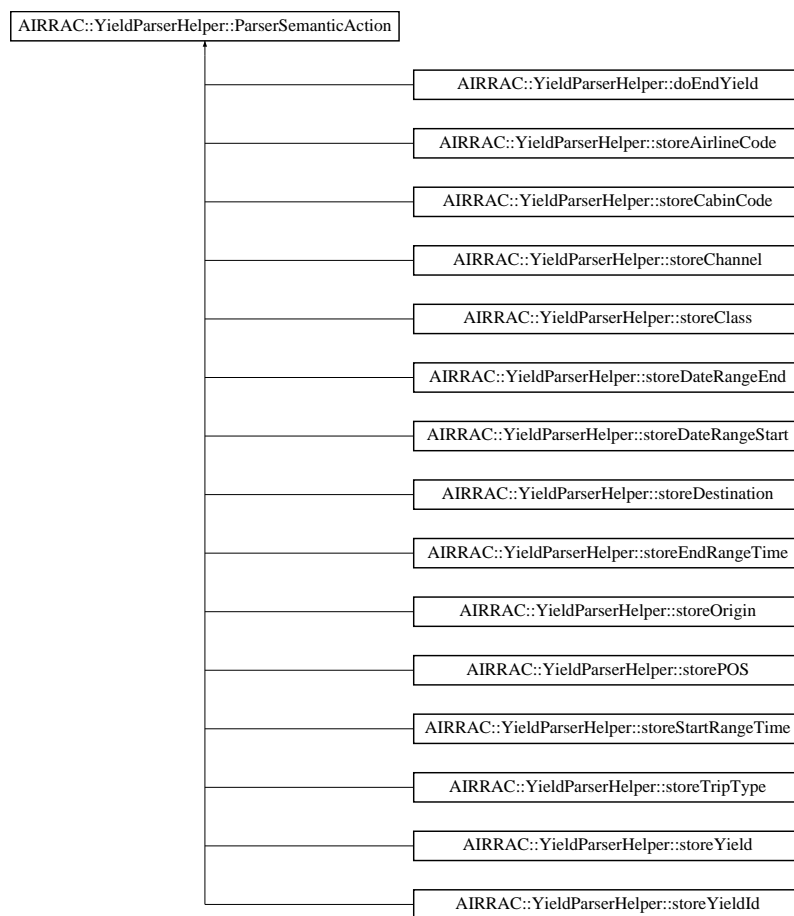 AIRRAC::YieldParserHelper::ParserSemanticAction
AIRRAC::YieldParserHelper::doEndYield
AIRRAC::YieldParserHelper::storeAirlineCode
AIRRAC::YieldParserHelper::storeCabinCode
AIRRAC::YieldParserHelper::storeChannel
AIRRAC::YieldParserHelper::storeClass
AIRRAC::YieldParserHelper::storeDateRangeEnd
AIRRAC::YieldParserHelper::storeDateRangeStart
AIRRAC::YieldParserHelper::storeDestination
AIRRAC::YieldParserHelper::storeEndRangeTime
AIRRAC::YieldParserHelper::storeOrigin
AIRRAC::YieldParserHelper::storePOS
AIRRAC::YieldParserHelper::storeStartRangeTime
AIRRAC::YieldParserHelper::storeTripType
AIRRAC::YieldParserHelper::storeYield
AIRRAC::YieldParserHelper::storeYieldId